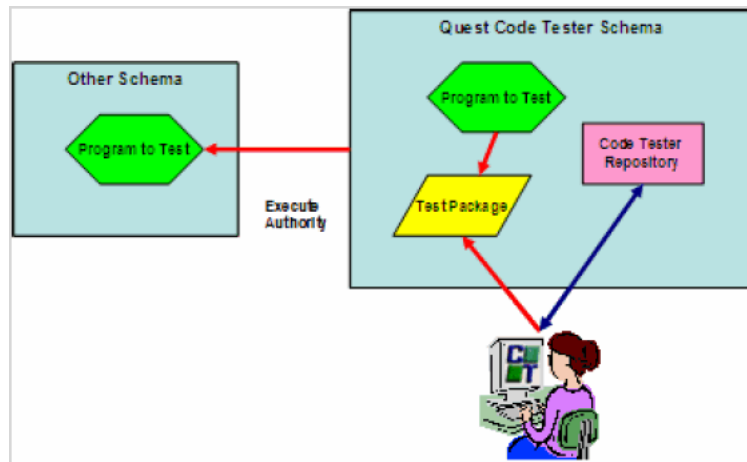 Quest Code Tester Schema
Other Schema
Program to Test
Program to Test
Code Tester
Repository
Test Package
Execute
Authority
C
T